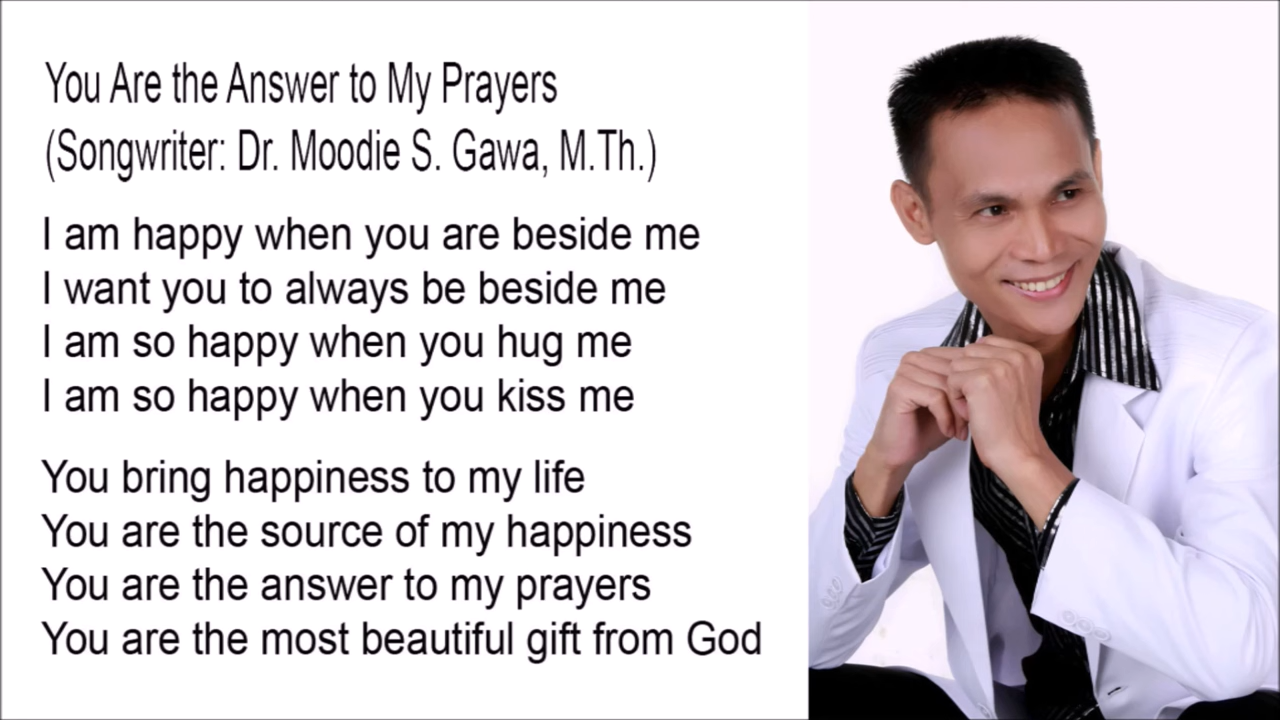 You Are the Answer to My Prayers
(Songwriter: Dr. Moodie S. Gawa, M.Th.)
I am happy when you are beside me
I want you to always be beside me
I am so happy when you hug me
I am so happy when you kiss me
You bring happiness to my life
You are the source of my happiness
You are the answer to my prayers
You are the most beautiful gift from God